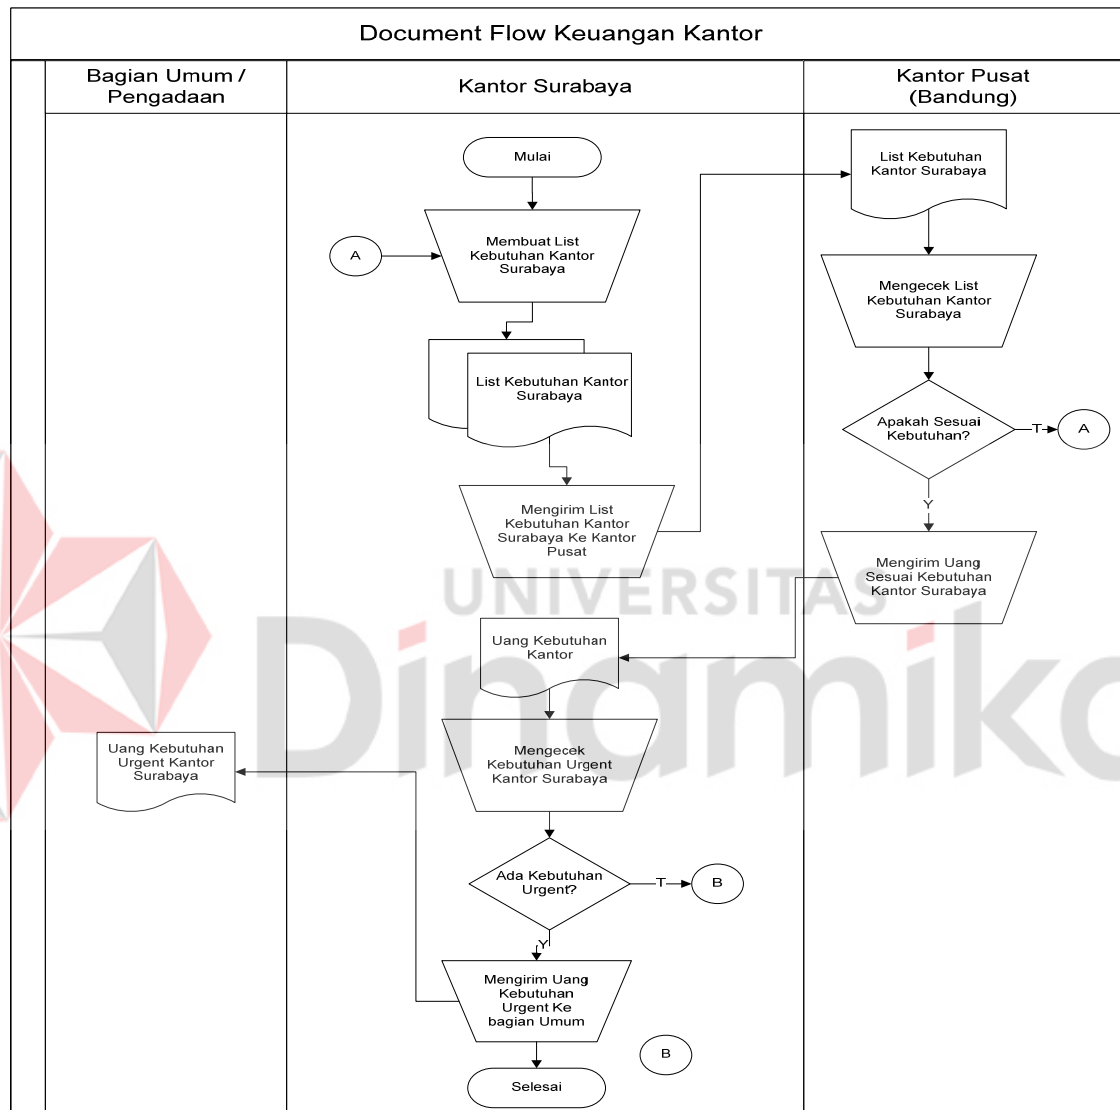 Document Flow Keuangan Kantor
Bagian Umum /
Pengadaan
Kantor Surabaya
Kantor Pusat
(Bandung)
Mulai
A
Membuat List
Kebutuhan Kantor
Surabaya
List Kebutuhan Kantor
Surabaya
Mengirim List
Kebutuhan Kantor
Surabaya Ke Kantor
Pusat
List Kebutuhan
Kantor Surabaya
Mengecek List
Kebutuhan Kantor
Surabaya
Apakah Sesuai
Kebutuhan?
T
A
Y
Mengirim Uang
Sesuai Kebutuhan
Kantor Surabaya
UNIVERSITAS
Dinamika
Uang Kebutuhan
Kantor
Mengecek
Kebutuhan Urgent
Kantor Surabaya
Uang Kebutuhan
Urgent Kantor
Surabaya
Ada Kebutuhan
Urgent?
T
B
Y
Mengirim Uang
Kebutuhan
Urgent Ke
bagian Umum
B
Selesai